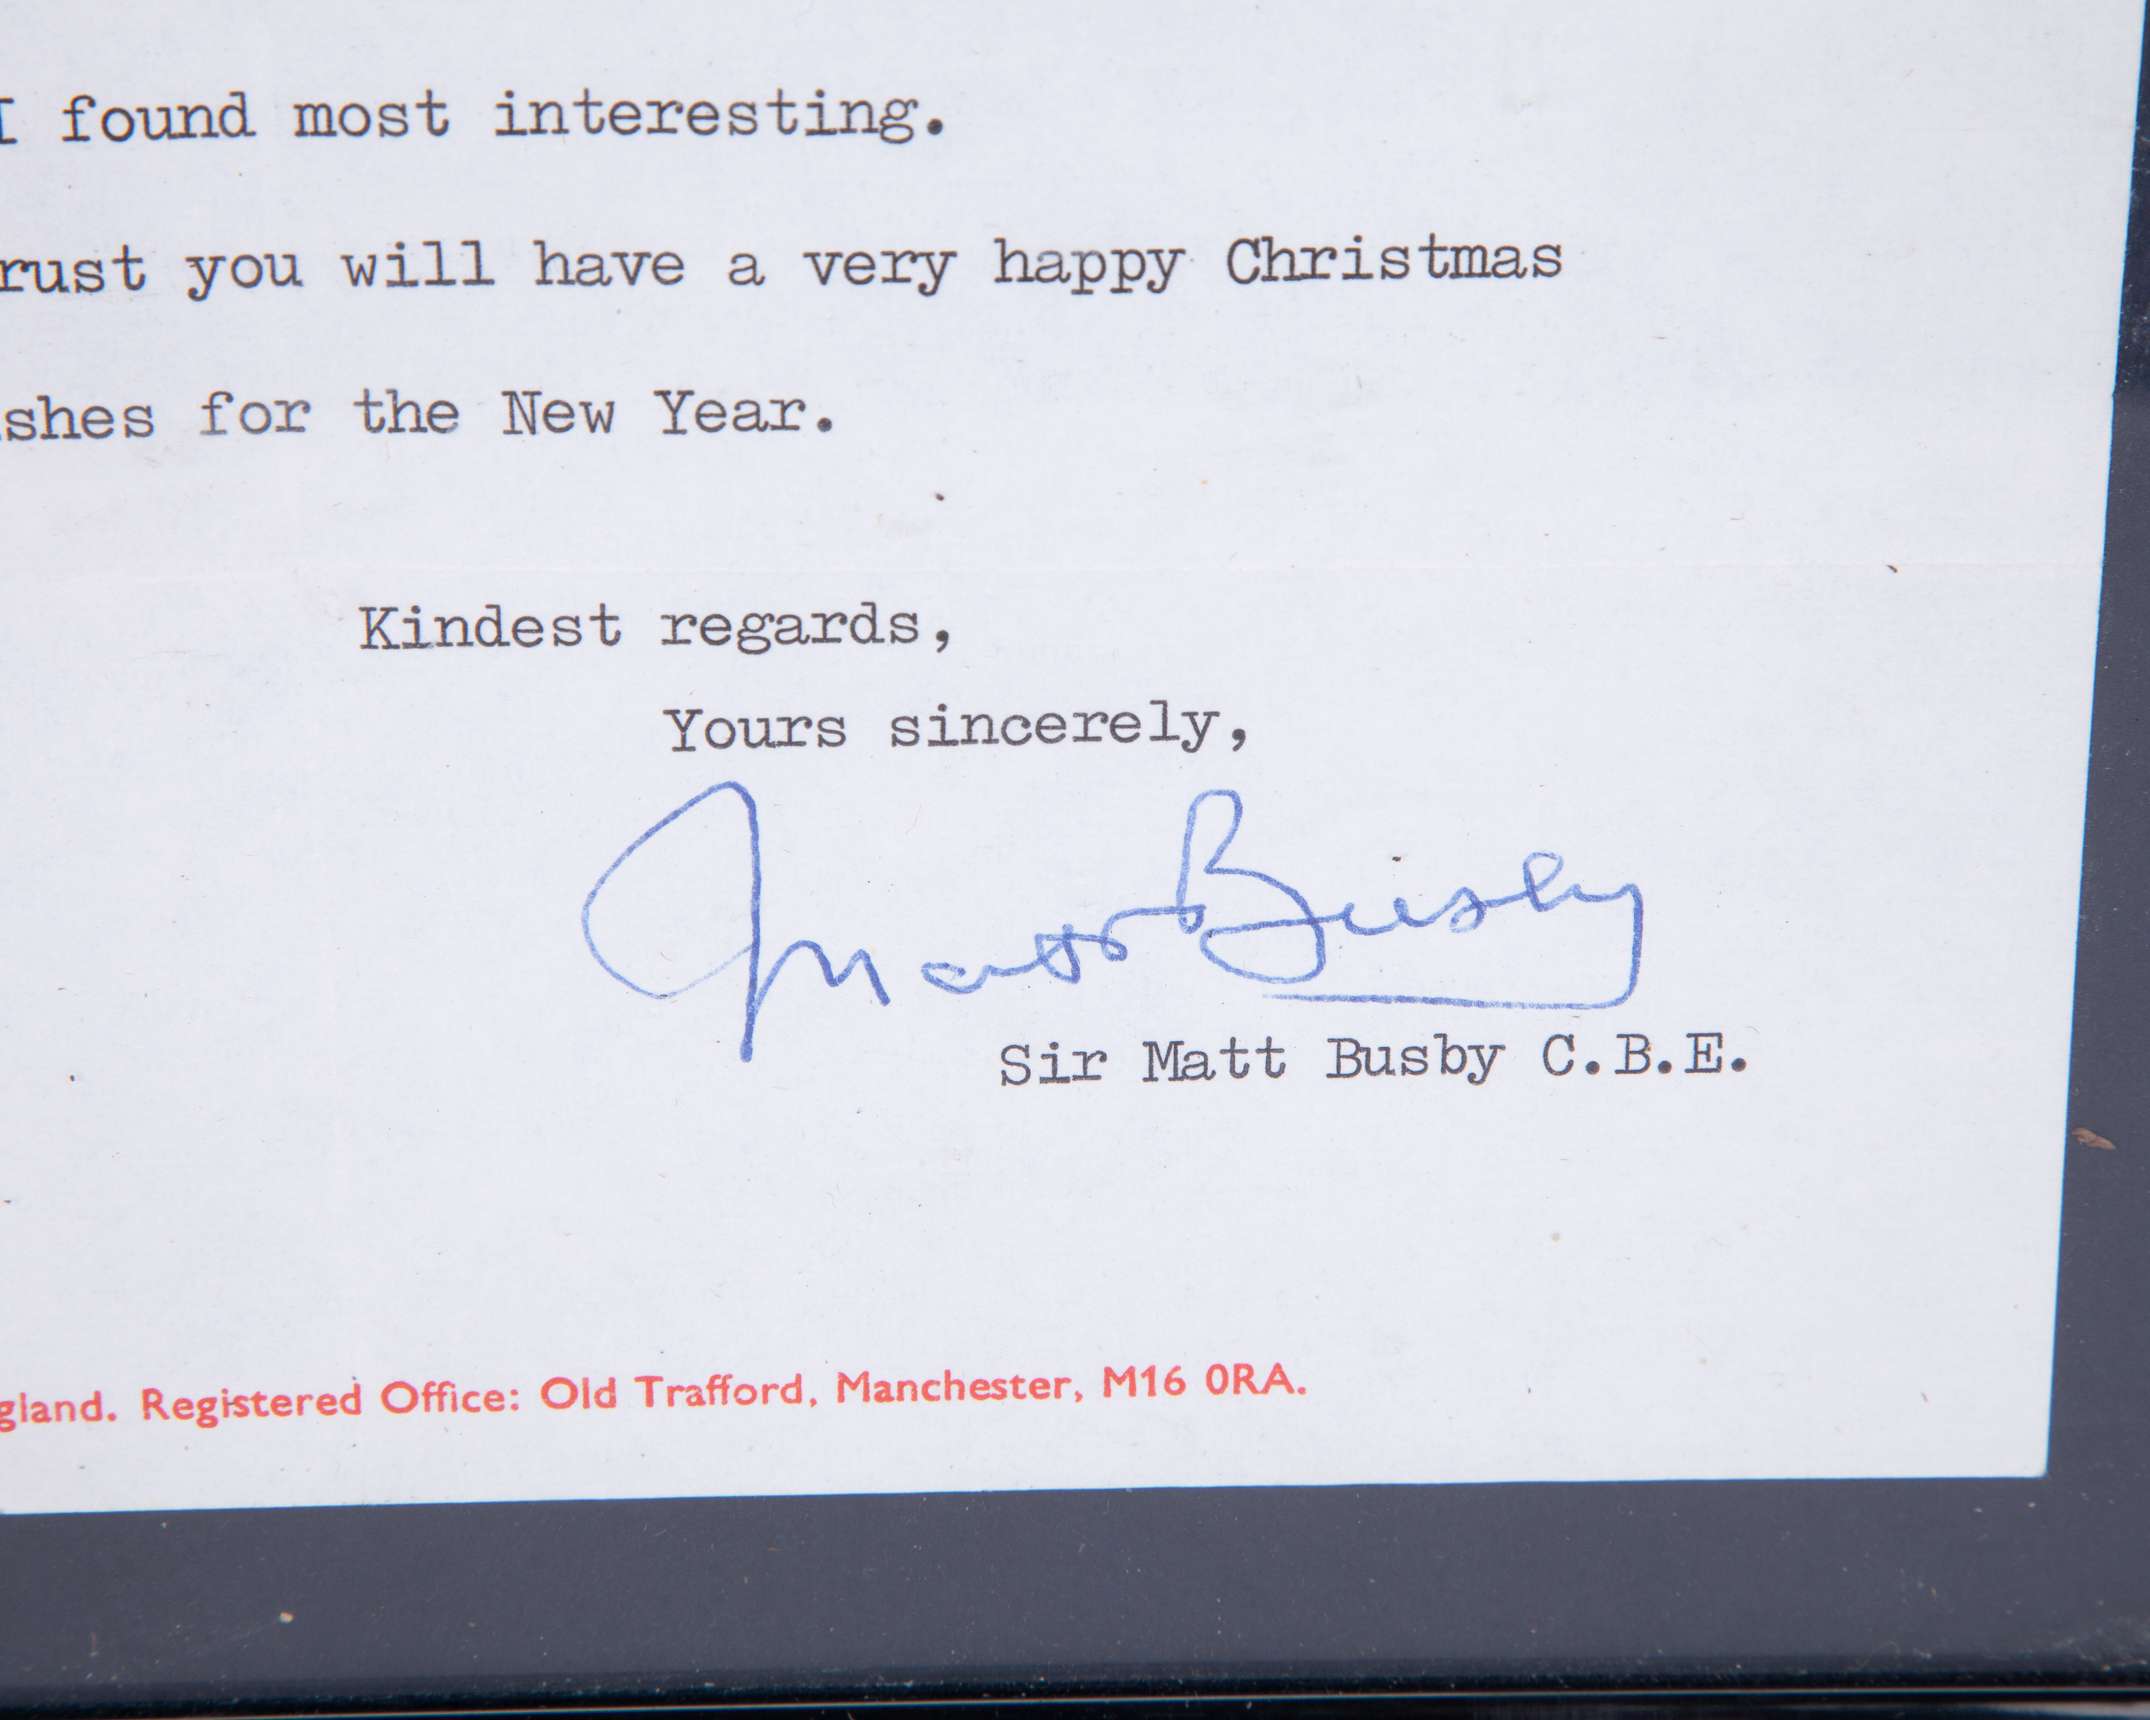 I found most interesting.
rust you will have a very happy Christmas
shes for the New Year.
Kindest regards,
Yours sincerely,
Matt Busby
Sir Matt Busby C.B.E.
gland. Registered Office: Old Trafford, Manchester, M16 0RA.